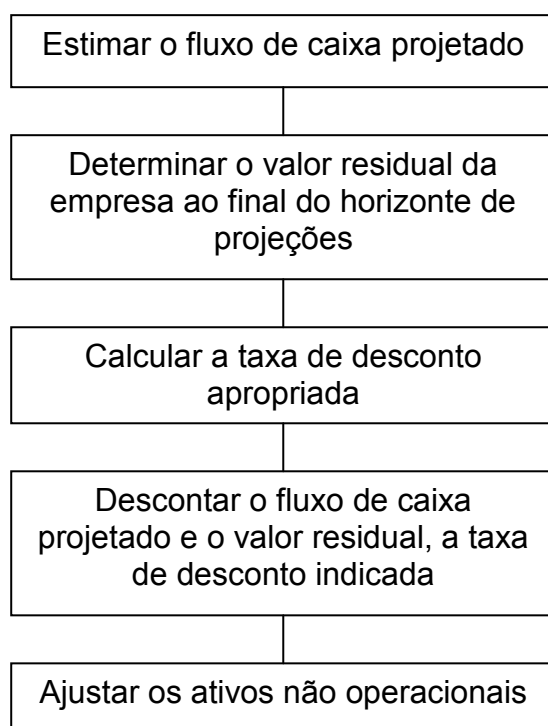 Estimar o fluxo de caixa projetado
Determinar o valor residual da
empresa ao final do horizonte de
projeções
Calcular a taxa de desconto
apropriada
Descontar o fluxo de caixa
projetado e o valor residual, a taxa
de desconto indicada
Ajustar os ativos não operacionais